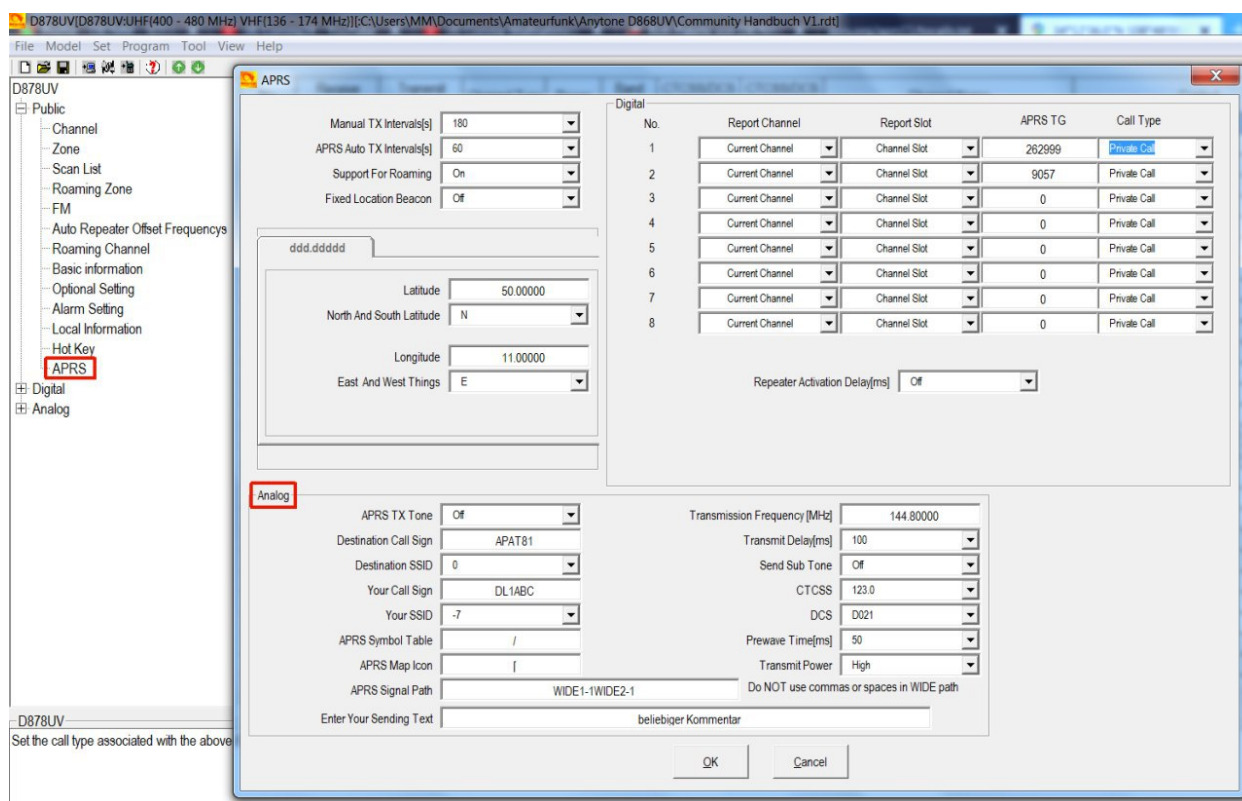 D878UV[D878UV:UHF(400 - 480 MHz) VHF(136 - 174 MHz)][:C:\Users\MM\Documents\Amateurfunk\Anytone D868UV\Community Handbuch V1.rdt]
File Model Set Program Tool View Help
D878UV
Public
Channel
Zone
Scan List
Roaming Zone
FM
Auto Repeater Offset Frequencys
Roaming Channel
Basic information
Optional Setting
Alarm Setting
Local Information
Hot Key
APRS
Digital
Analog
D878UV
Set the call type associated with the above
APRS
Manual TX Intervals[s] 180
APRS Auto TX Intervals[s] 60
Support For Roaming On
Fixed Location Beacon Off
ddd.ddddd
Latitude 50.00000
North And South Latitude N
Longitude 11.00000
East And West Things E
Digital
No. Report Channel Report Slot APRS TG Call Type
1 Current Channel Channel Slot 262999 Private Call
2 Current Channel Channel Slot 9057 Private Call
3 Current Channel Channel Slot 0 Private Call
4 Current Channel Channel Slot 0 Private Call
5 Current Channel Channel Slot 0 Private Call
6 Current Channel Channel Slot 0 Private Call
7 Current Channel Channel Slot 0 Private Call
8 Current Channel Channel Slot 0 Private Call
Repeater Activation Delay[ms] Off
Analog
APRS TX Tone Off
Destination Call Sign APAT81
Destination SSID 0
Your Call Sign DL1ABC
Your SSID -7
APRS Symbol Table /
APRS Map Icon [
APRS Signal Path WIDE1-1WIDE2-1
Enter Your Sending Text beliebiger Kommentar
Transmission Frequency [MHz] 144.80000
Transmit Delay[ms] 100
Send Sub Tone Off
CTCSS 123.0
DCS D021
Prewave Time[ms] 50
Transmit Power High
Do NOT use commas or spaces in WIDE path
OK Cancel